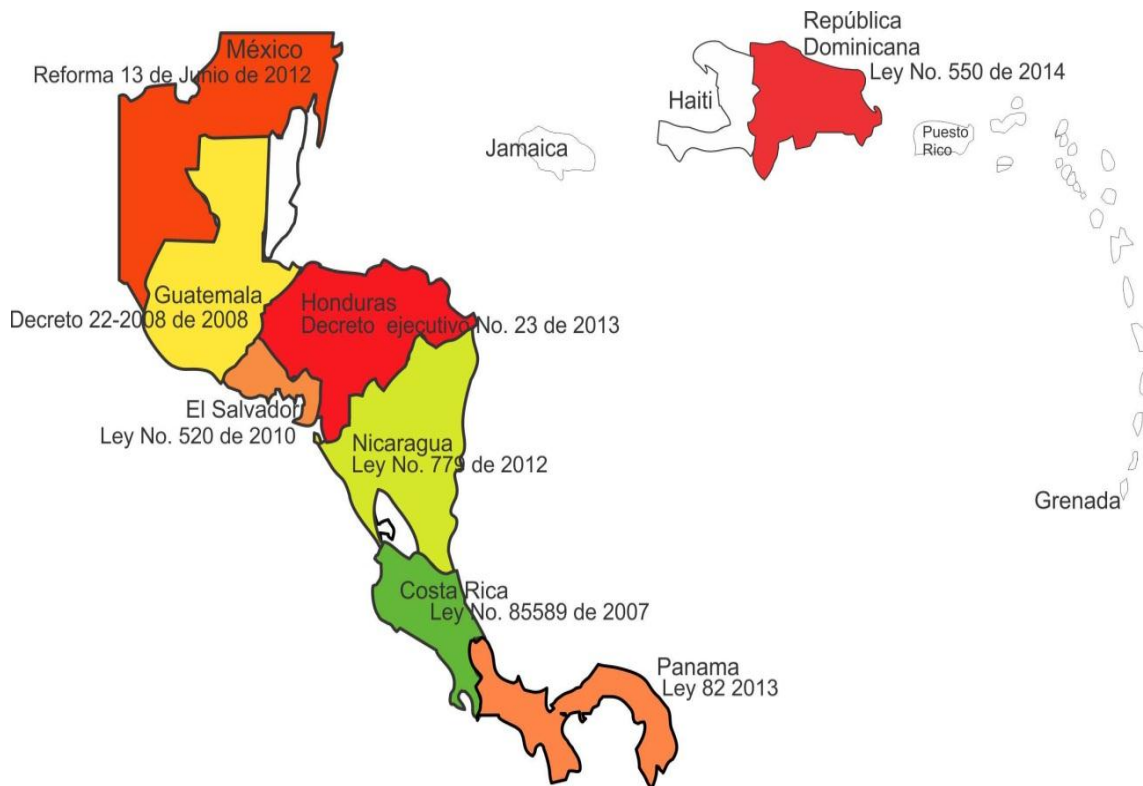 República
Dominicana
Ley No. 550 de 2014
México
Reforma 13 de Junio de 2012
Haiti
Jamaica
Puesto
Rico
Guatemala
Decreto 22-2008 de 2008
Honduras
Decreto ejecutivo No. 23 de 2013
El Salvador
Ley No. 520 de 2010
Nicaragua
Ley No. 779 de 2012
Grenada
Costa Rica
Ley No. 85589 de 2007
Panama
Ley 82 2013